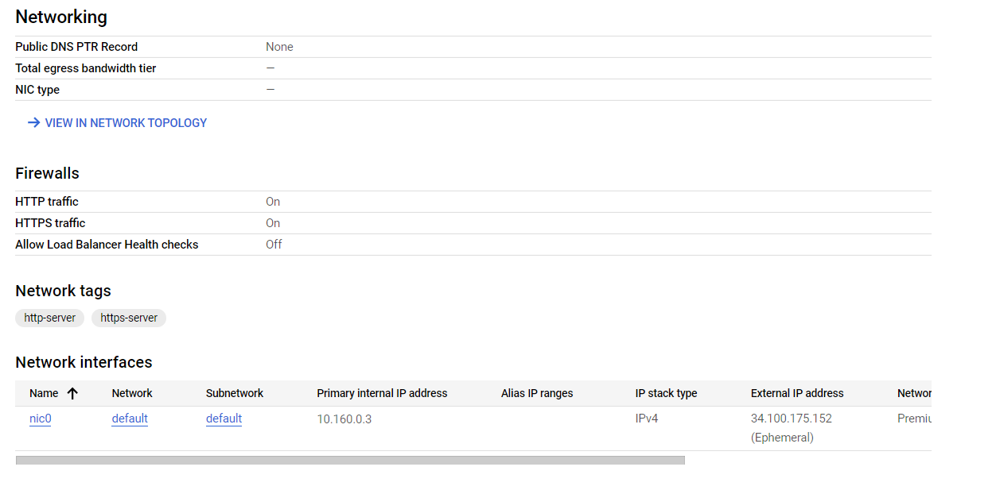 Networking
Public DNS PTR Record None
Total egress bandwidth tier —
NIC type —
VIEW IN NETWORK TOPOLOGY
Firewalls
HTTP traffic On
HTTPS traffic On
Allow Load Balancer Health checks Off
Network tags
http-server https-server
Network interfaces
Name Network Subnetwork Primary internal IP address Alias IP ranges IP stack type External IP address Networ
nic0 default default 10.160.0.3 IPv4 34.100.175.152 Premiu
(Ephemeral)